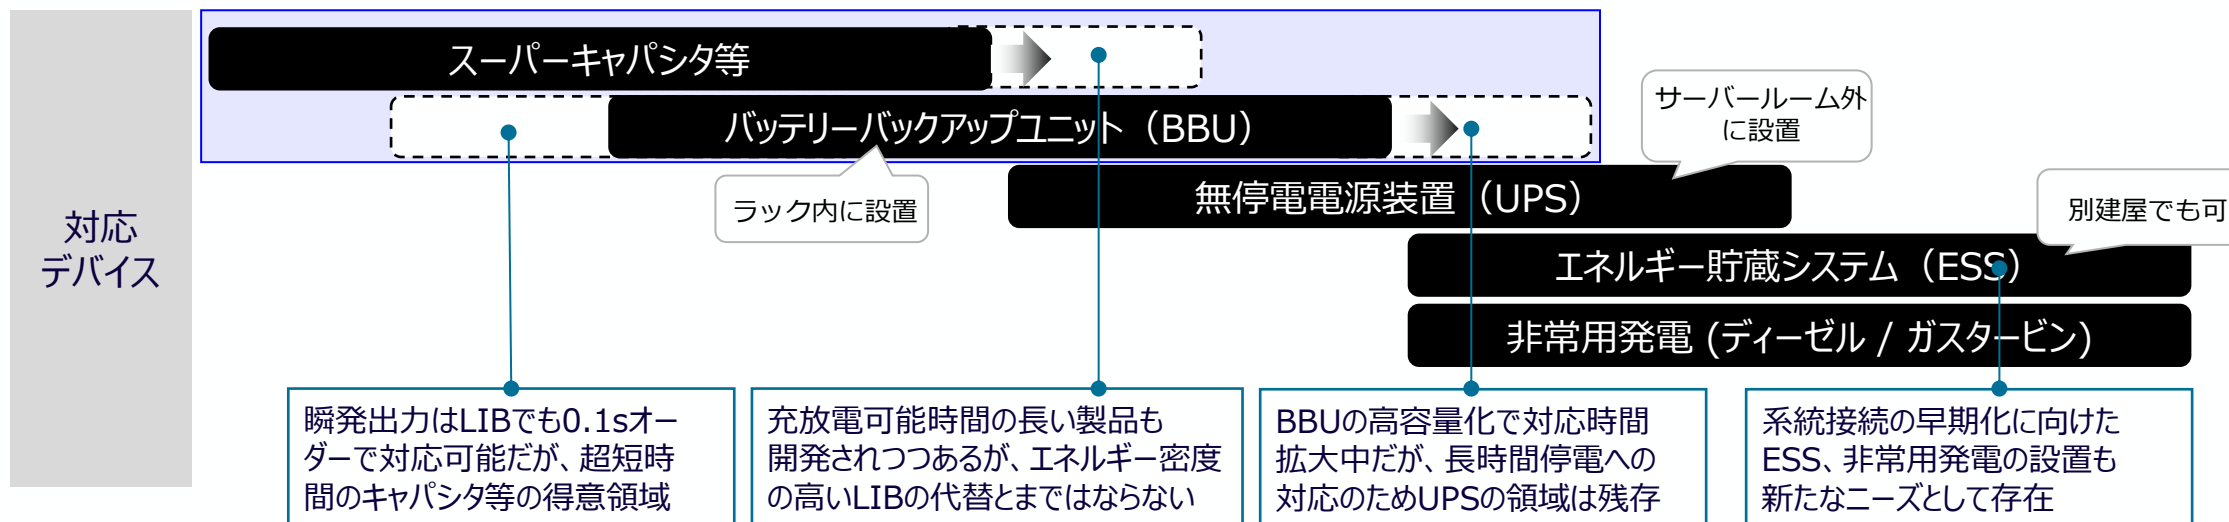 対応
デバイス
スーパーキャパシタ等
バッテリーバックアップユニット（BBU）
サーバールーム外
に設置
ラック内に設置
無停電電源装置（UPS）
別建屋でも可
エネルギー貯蔵システム（ESS）
非常用発電 (ディーゼル / ガスタービン)
瞬発出力はLIBでも0.1sオー
ダーで対応可能だが、超短時
間のキャパシタ等の得意領域
充放電可能時間の長い製品も
開発されつつあるが、エネルギー密度
の高いLIBの代替とまではならない
BBUの高容量化で対応時間
拡大中だが、長時間停電への
対応のためUPSの領域は残存
系統接続の早期化に向けた
ESS、非常用発電の設置も
新たなニーズとして存在